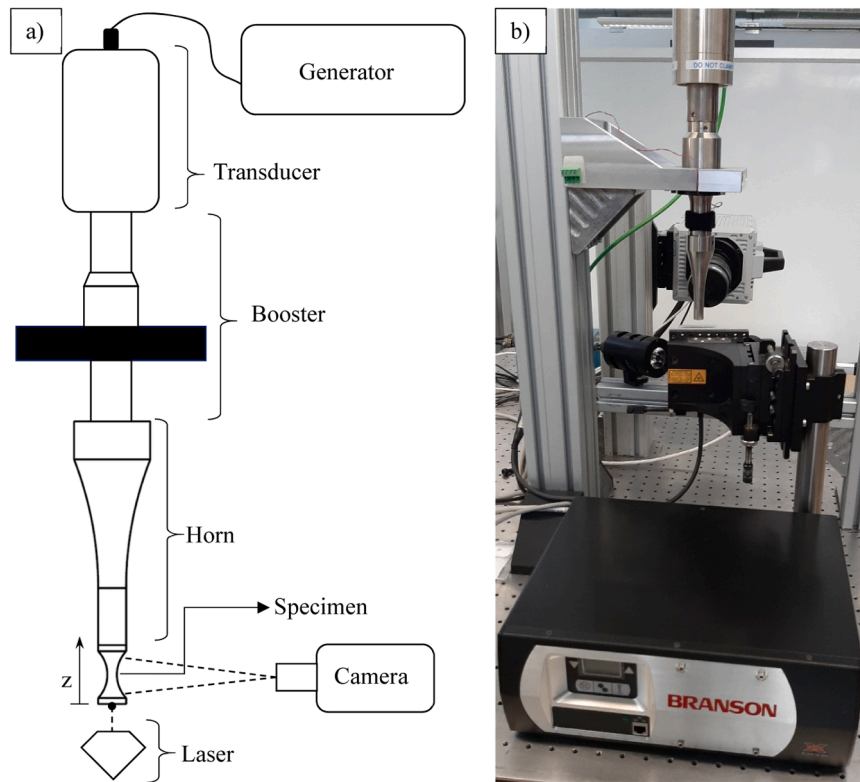 a)
Generator
Transducer
Booster
Horn
Specimen
z
Camera
Laser
b)
DO NOT CLAMP
BRANSON